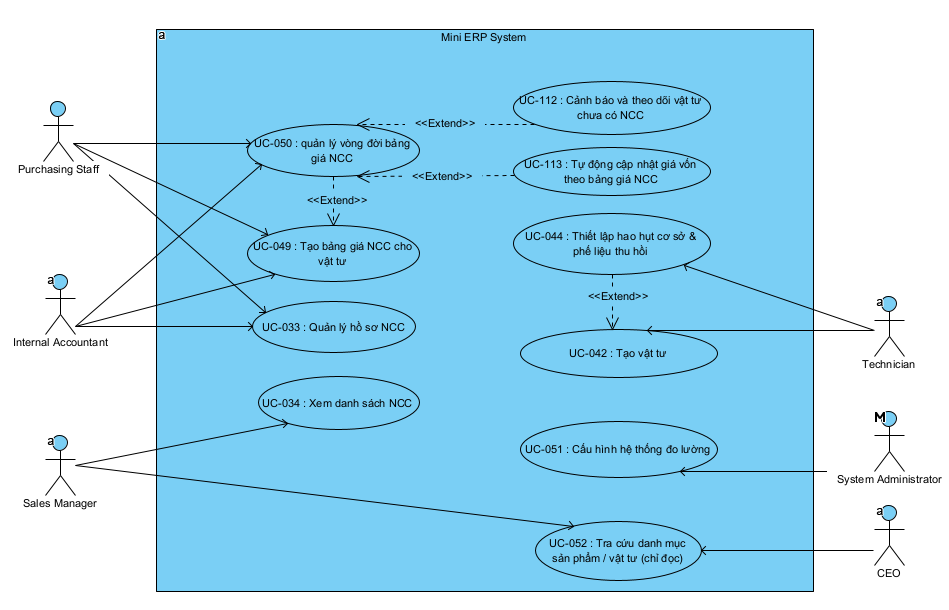 a
Mini ERP System
UC-112 : Cảnh báo và theo dõi vật tư
chưa có NCC
<<Extend>>
UC-050 : quản lý vòng đời bảng
giá NCC
Purchasing Staff
UC-113 : Tự động cập nhật giá vốn
theo bảng giá NCC
<<Extend>>
<<Extend>>
UC-049 : Tạo bảng giá NCC cho
vật tư
UC-044 : Thiết lập hao hụt cơ sở &
phế liệu thu hồi
<<Extend>>
a
Internal Accountant
UC-033 : Quản lý hồ sơ NCC
UC-042 : Tạo vật tư
a
Technician
UC-034 : Xem danh sách NCC
a
Sales Manager
UC-051 : Cấu hình hệ thống đo lường
M
System Administrator
UC-052 : Tra cứu danh mục
sản phẩm / vật tư (chỉ đọc)
a
CEO